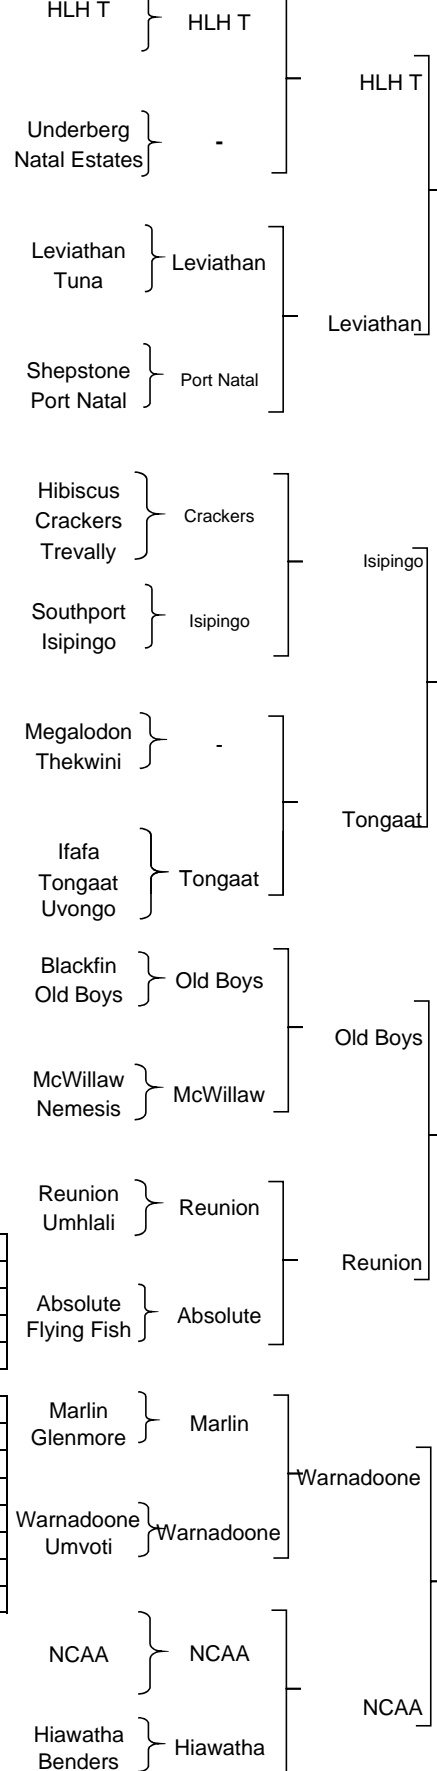 HLH T
HLH T
HLH T
Underberg
Natal Estates
-
Leviathan
Tuna
Leviathan
Leviathan
Shepstone
Port Natal
Port Natal
Hibiscus
Crackers
Trevally
Crackers
Isipingo
Southport
Isipingo
Isipingo
Megalodon
Thekwini
-
Tongaat
Ifafa
Tongaat
Uvongo
Tongaat
Blackfin
Old Boys
Old Boys
Old Boys
McWillaw
Nemesis
McWillaw
Reunion
Umhlali
Reunion
Reunion
Absolute
Flying Fish
Absolute
Marlin
Glenmore
Marlin
Warnadoone
Warnadoone
Umvoti
Warnadoone
NCAA
NCAA
NCAA
Hiawatha
Benders
Hiawatha